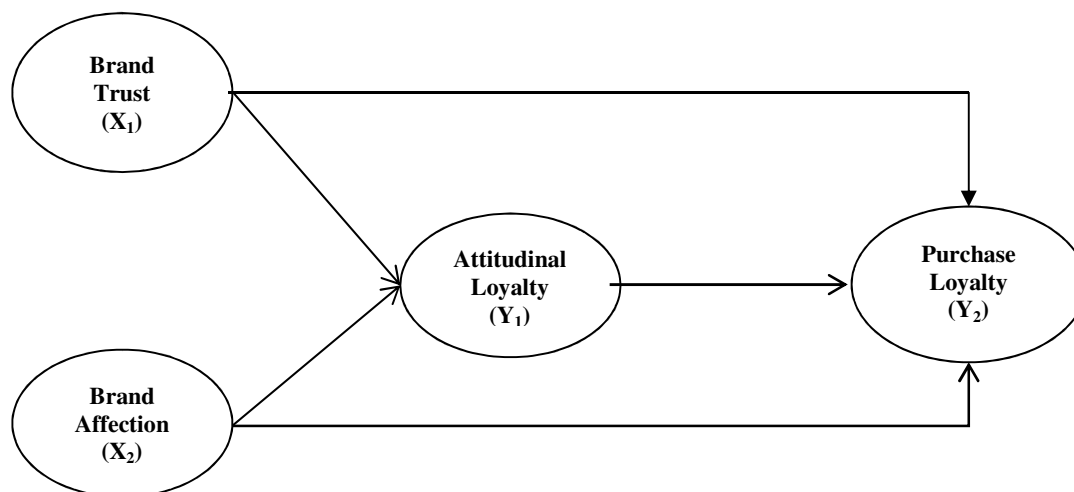 Brand
Trust
(X₁)
Attitudinal
Loyalty
(Y₁)
Purchase
Loyalty
(Y₂)
Brand
Affection
(X₂)